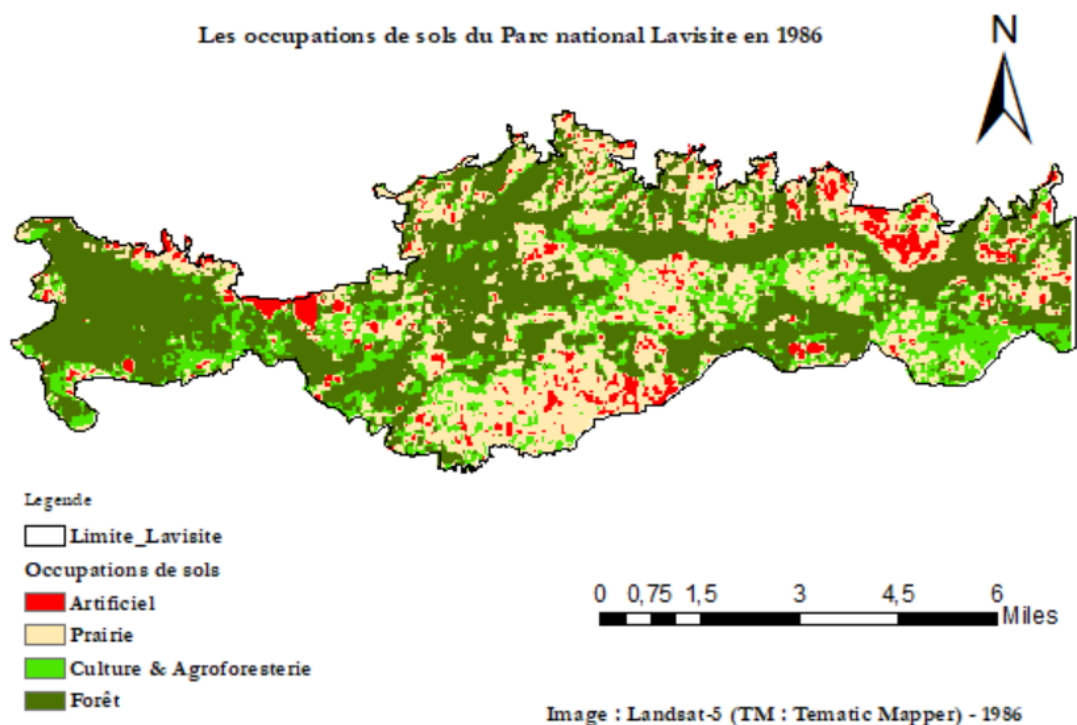 Les occupations de sols du Parc national Lavisite en 1986
N
Legende
Limite_Lavisite
Occupations de sols
Artificiel
Prairie
Culture & Agroforesterie
Forêt
0 0,75 1,5 3 4,5 6
Miles
Image : Landsat-5 (TM : Tematic Mapper) - 1986